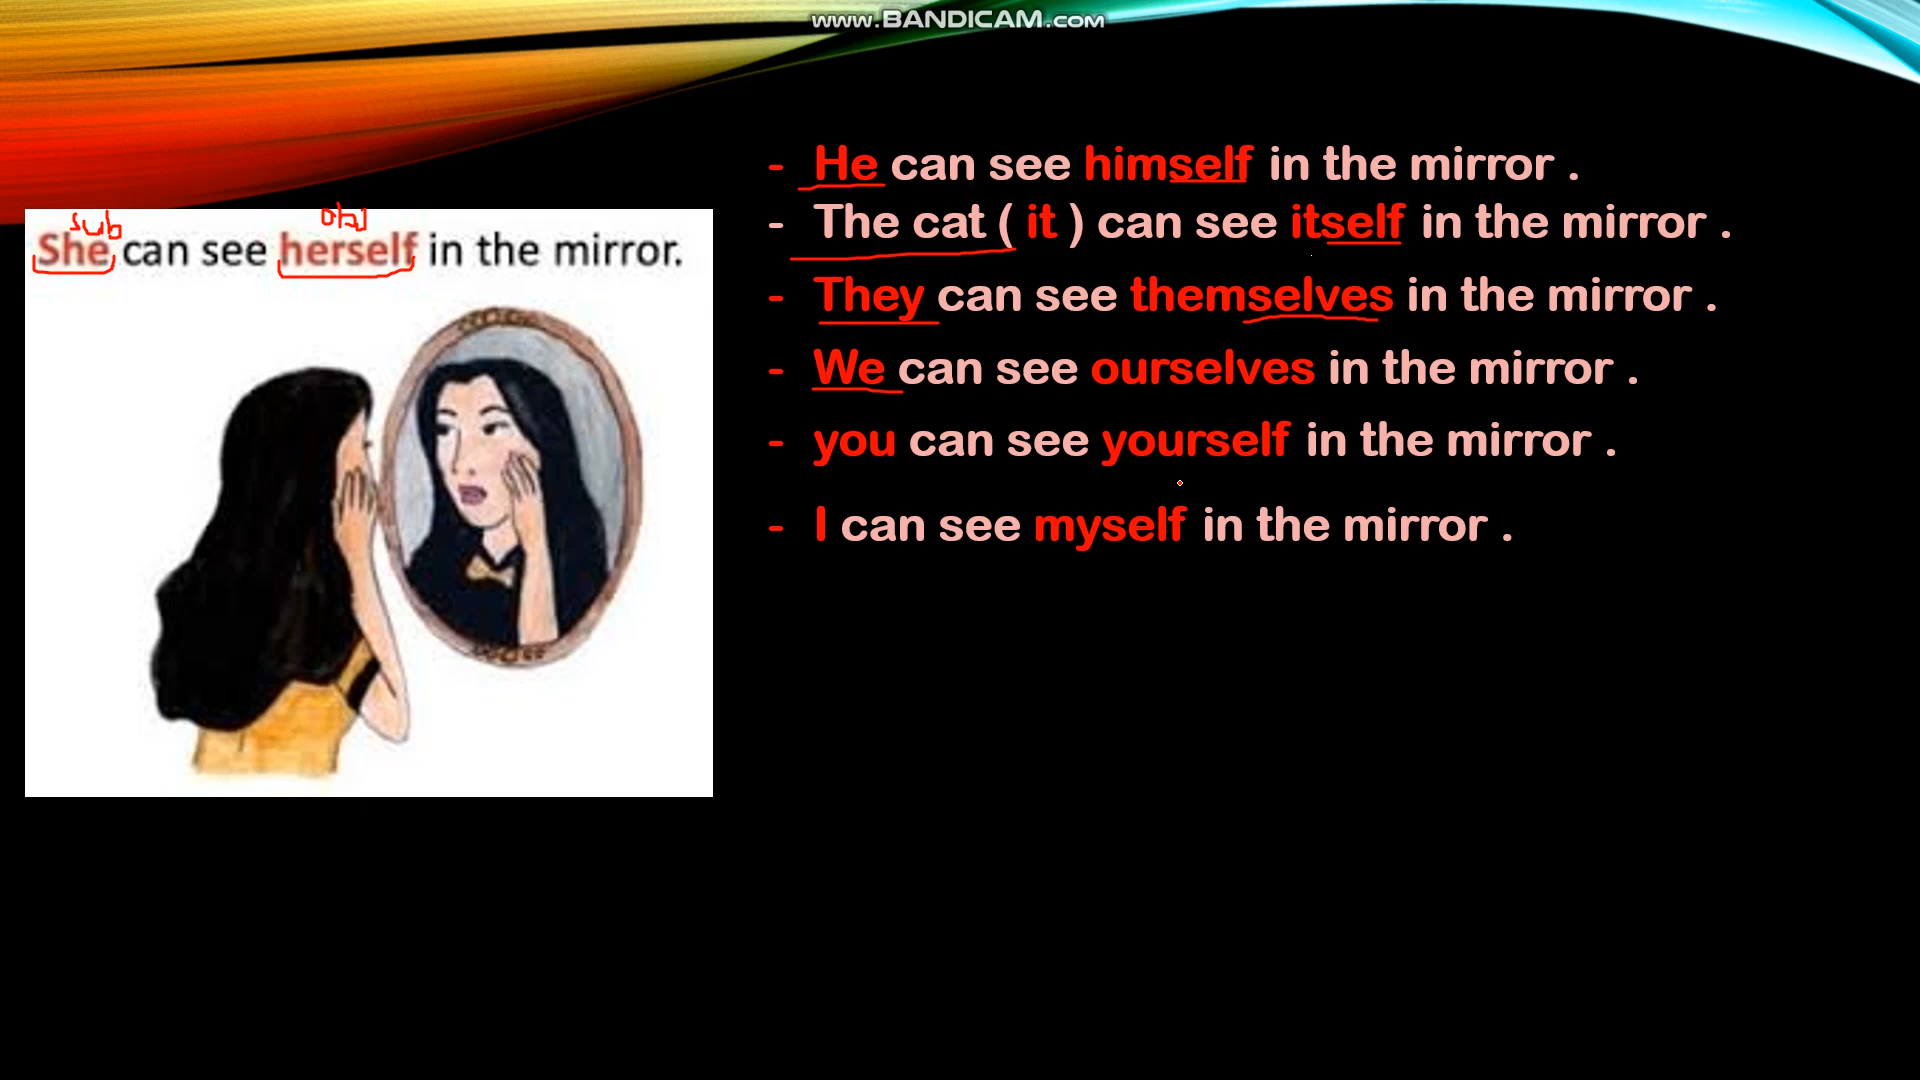 www.BANDICAM.com
sub
obj
She can see herself in the mirror.
- He can see himself in the mirror .
- The cat ( it ) can see itself in the mirror .
- They can see themselves in the mirror .
- We can see ourselves in the mirror .
- you can see yourself in the mirror .
- I can see myself in the mirror .